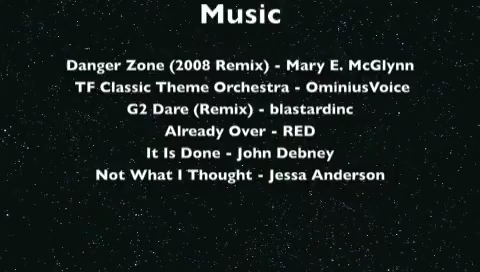 Music
Danger Zone (2008 Remix) - Mary E. McGlynn
TF Classic Theme Orchestra - OminiusVoice
G2 Dare (Remix) - blastardinc
Already Over - RED
It Is Done - John Debney
Not What I Thought - Jessa Anderson